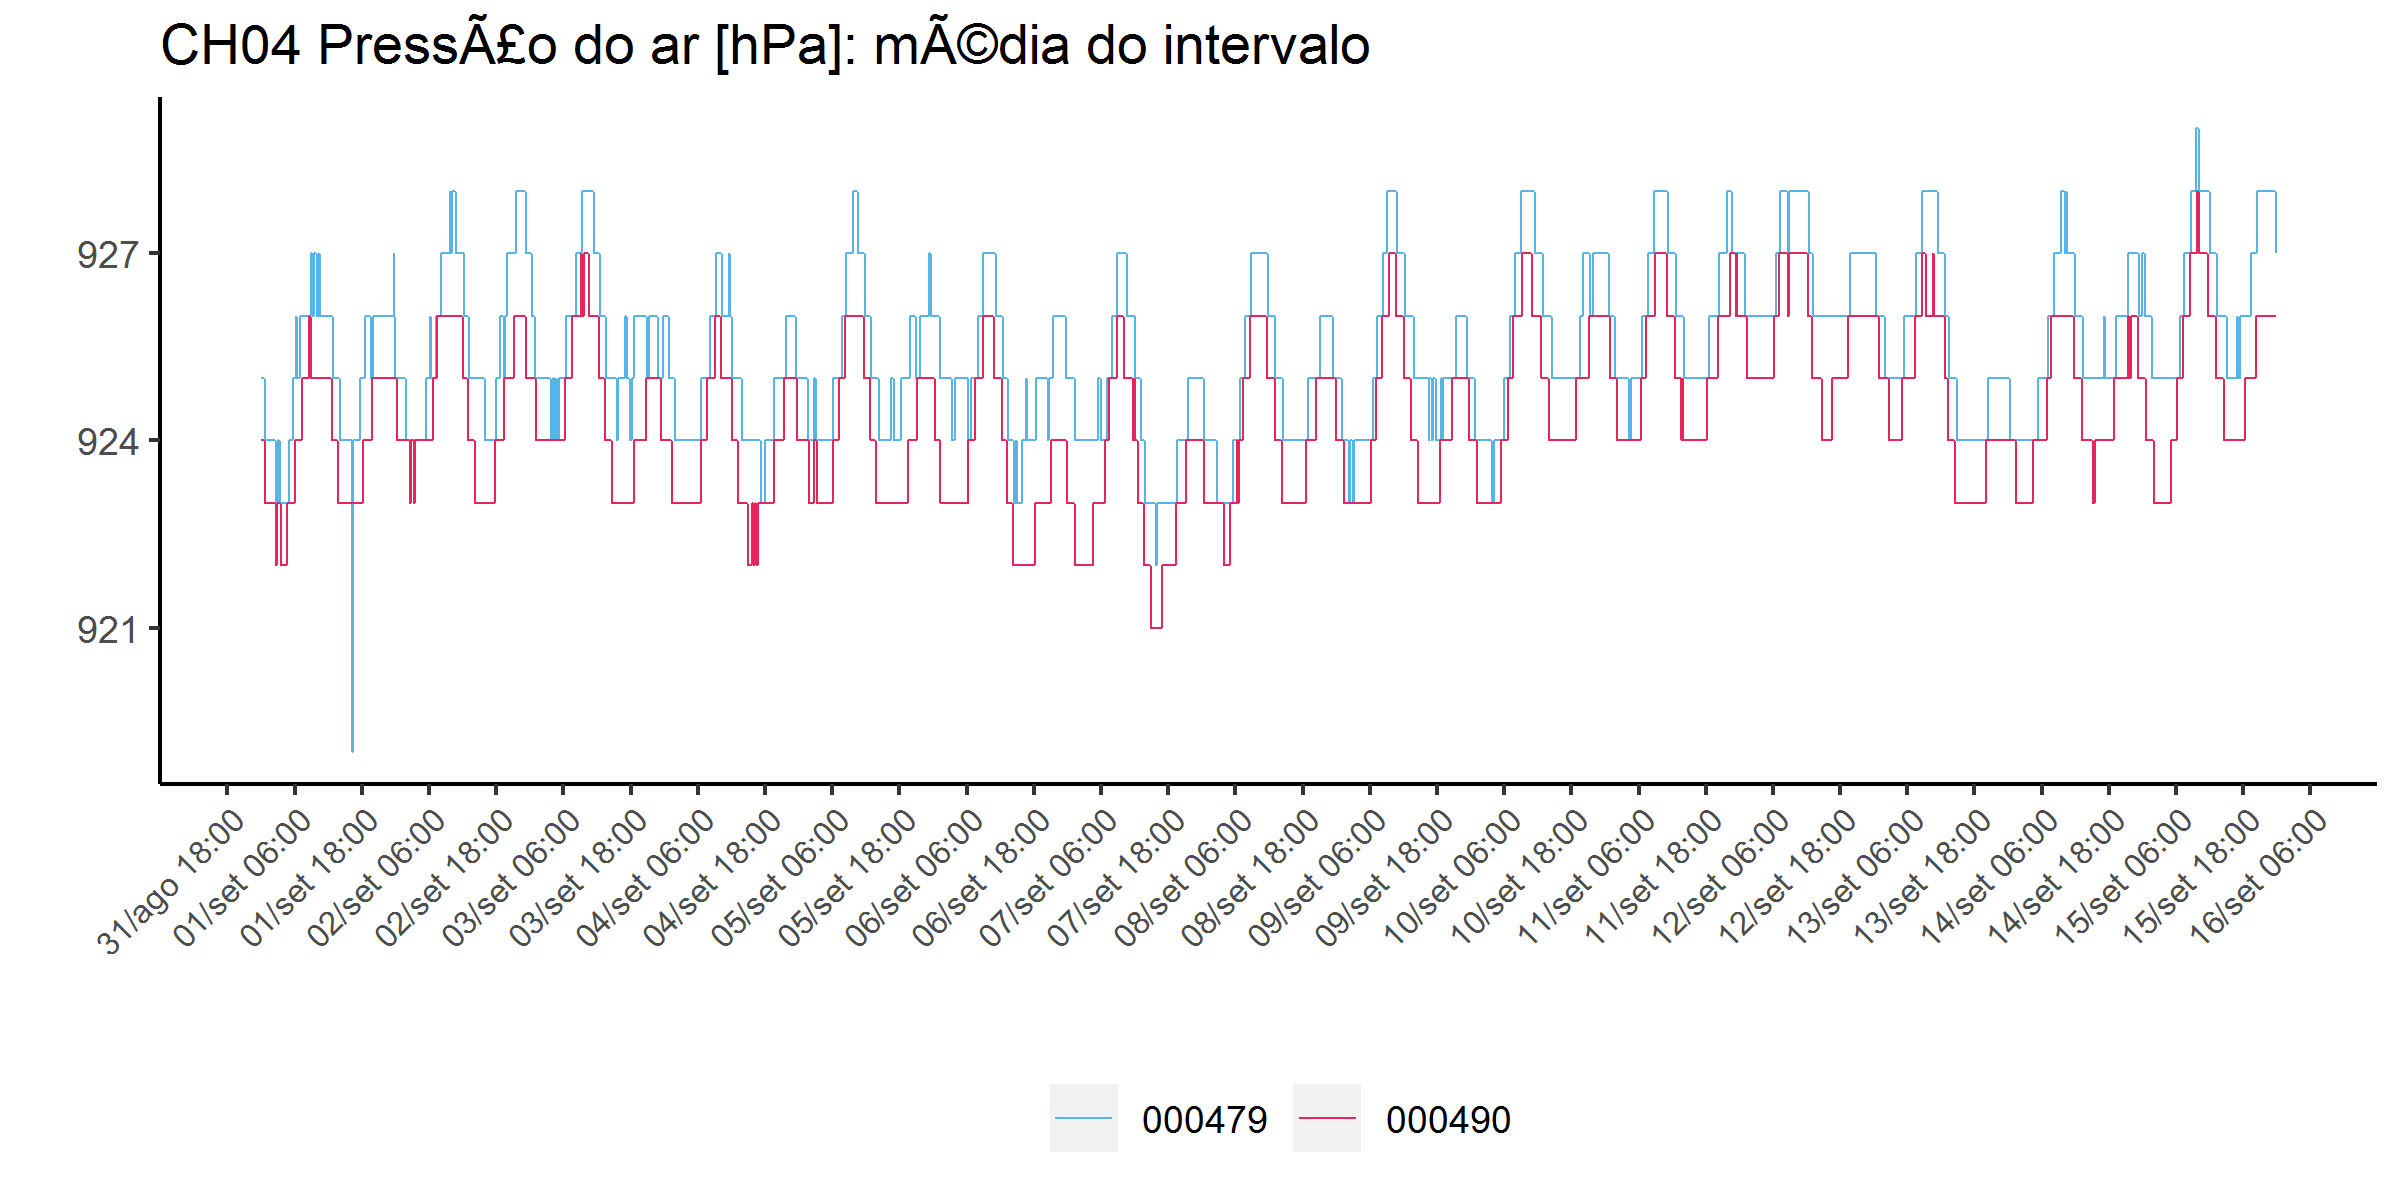 CH04 PressÃ£o do ar [hPa]: mÃ©dia do intervalo
927
924
921
31/ago 18:00
01/set 06:00
01/set 18:00
02/set 06:00
02/set 18:00
03/set 06:00
03/set 18:00
04/set 06:00
04/set 18:00
05/set 06:00
05/set 18:00
06/set 06:00
06/set 18:00
07/set 06:00
07/set 18:00
08/set 06:00
08/set 18:00
09/set 06:00
09/set 18:00
10/set 06:00
10/set 18:00
11/set 06:00
11/set 18:00
12/set 06:00
12/set 18:00
13/set 06:00
13/set 18:00
14/set 06:00
14/set 18:00
15/set 06:00
15/set 18:00
16/set 06:00
000479 000490